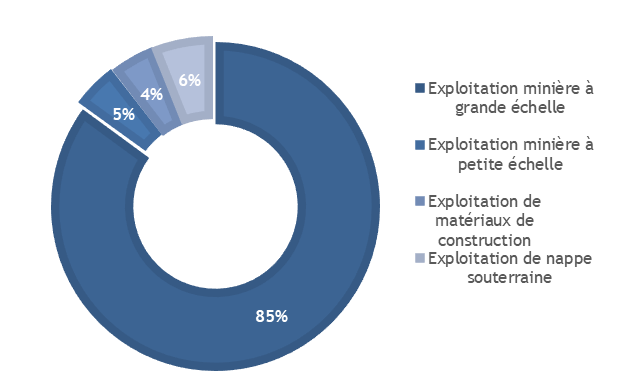 6%
4%
5%
85%
Exploitation minière à
grande échelle
Exploitation minière à
petite échelle
Exploitation de
matériaux de
construction
Exploitation de nappe
souterraine